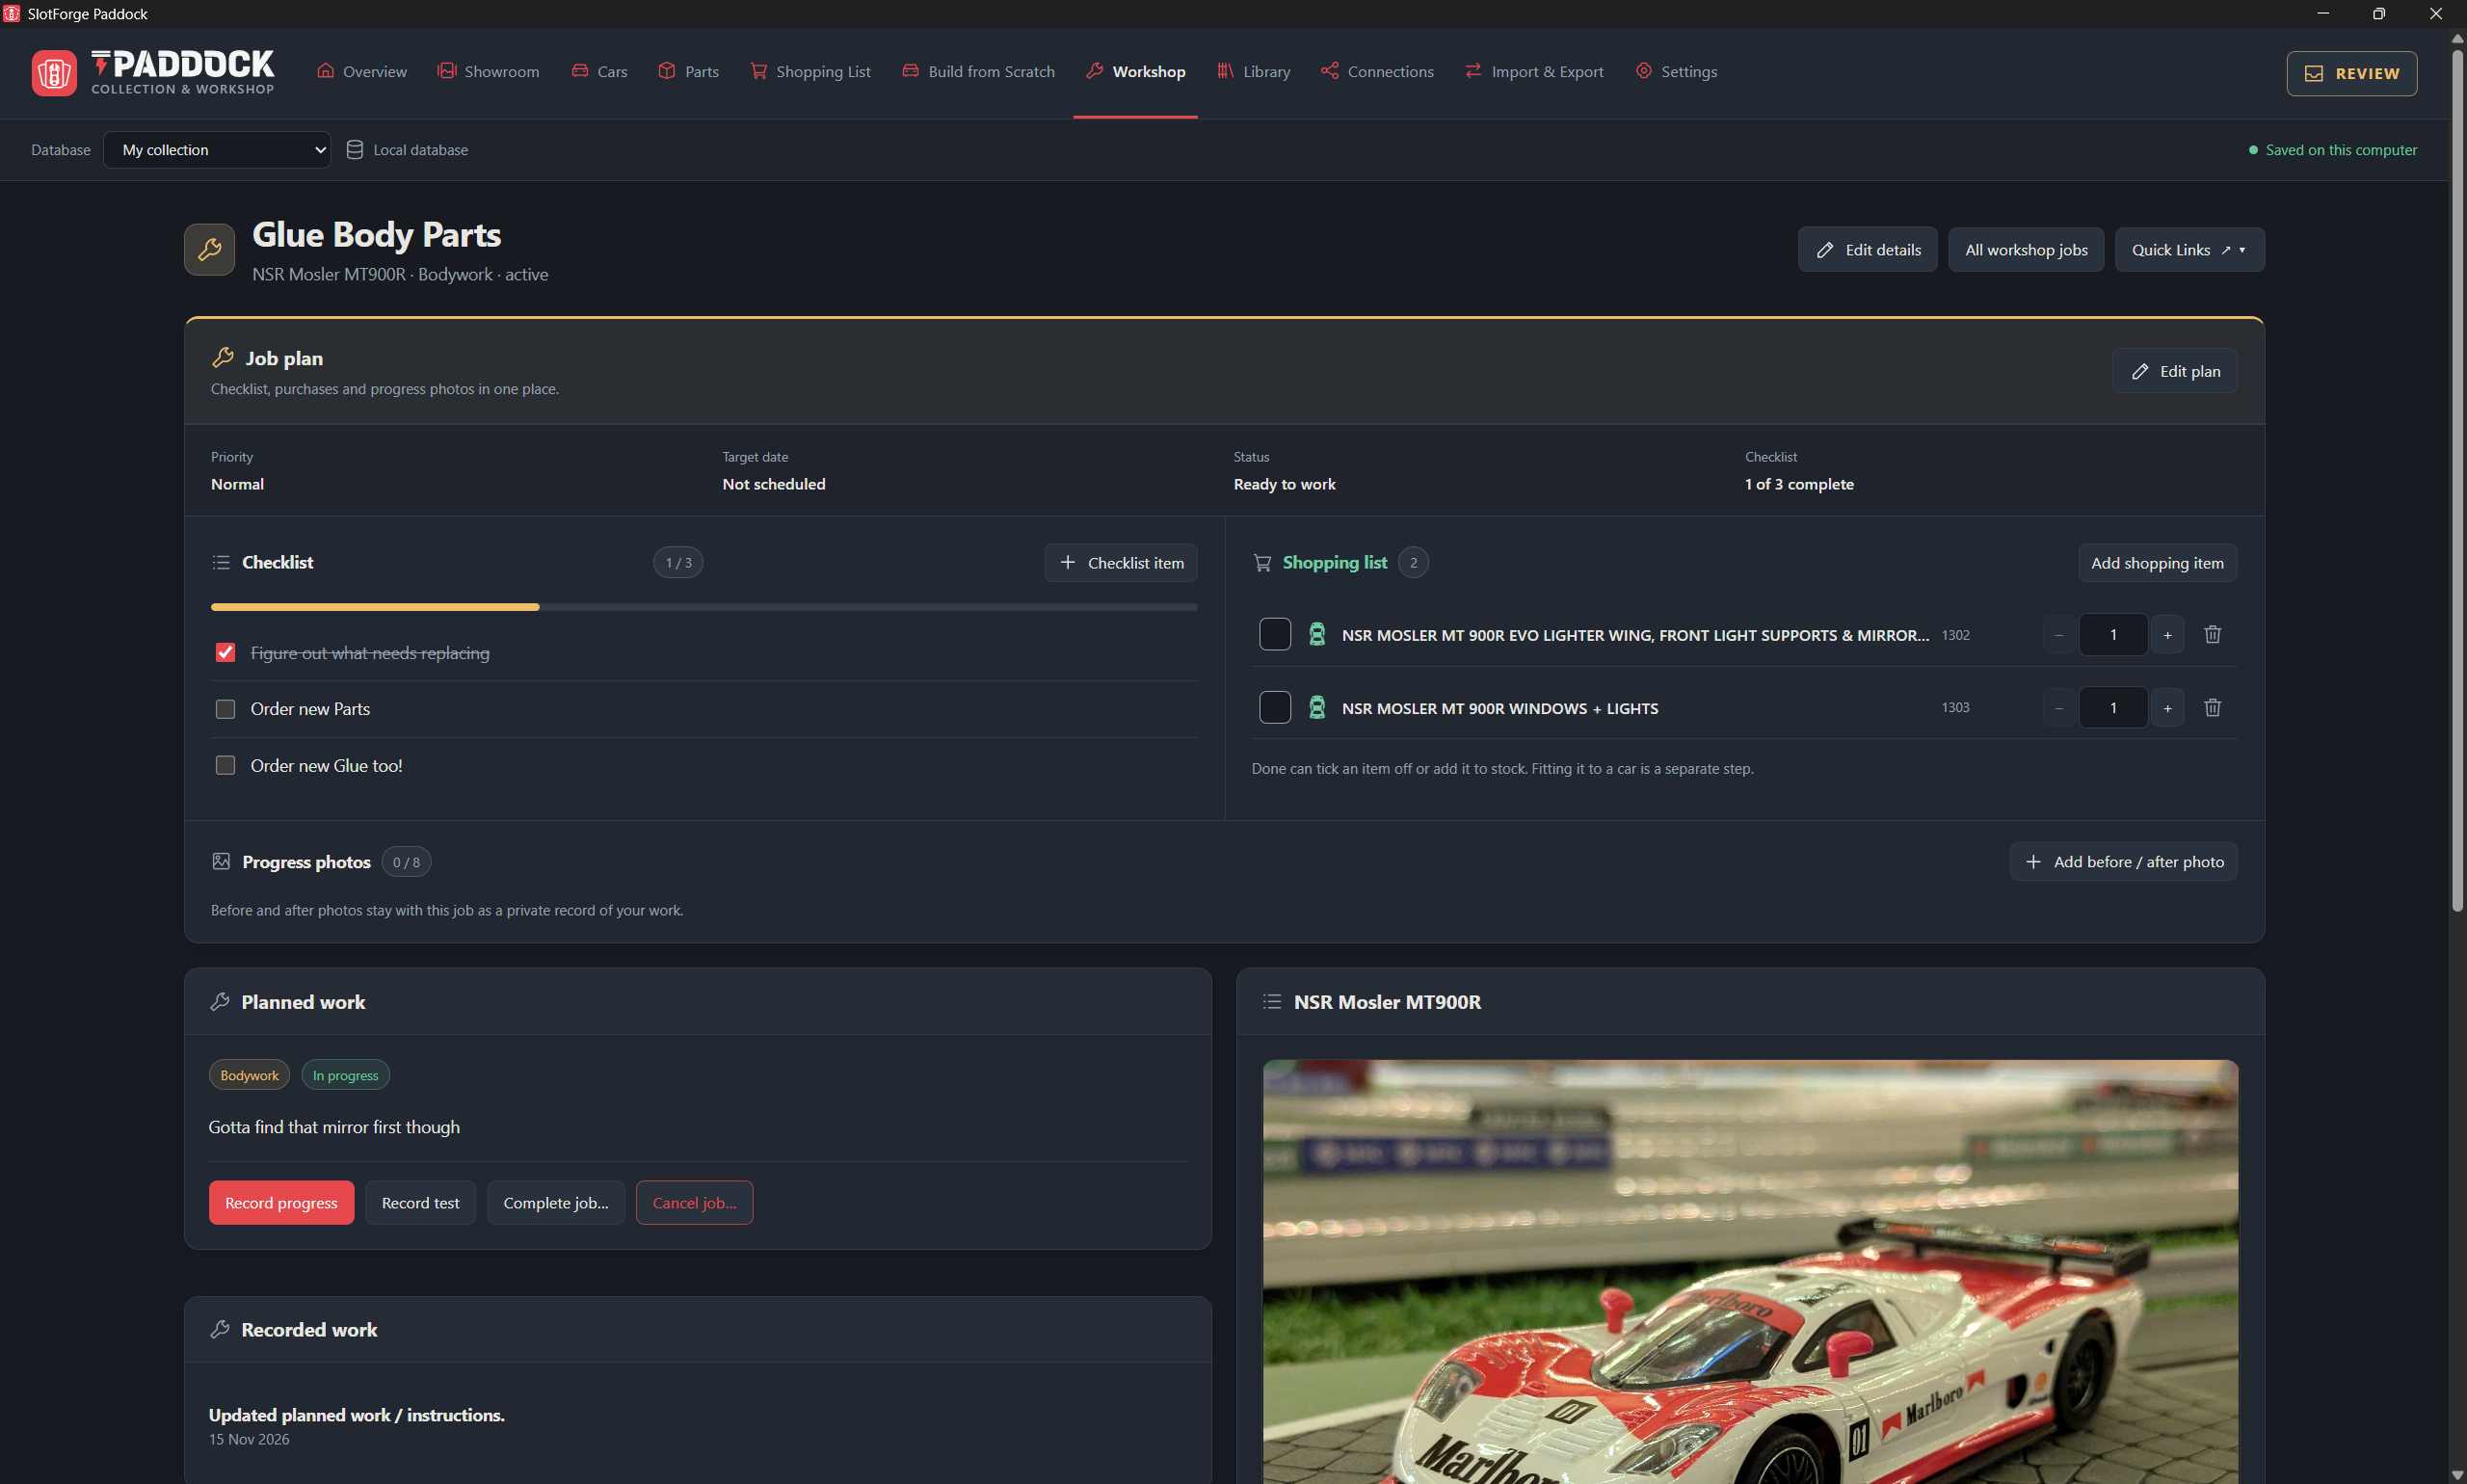 SlotForge Paddock
PADDOCK
COLLECTION & WORKSHOP
Overview
Showroom
Cars
Parts
Shopping List
Build from Scratch
Workshop
Library
Connections
Import & Export
Settings
REVIEW
Database
My collection
Local database
Saved on this computer
Glue Body Parts
NSR Mosler MT900R · Bodywork · active
Edit details
All workshop jobs
Quick Links ↗ ▾
Job plan
Checklist, purchases and progress photos in one place.
Edit plan
Priority
Normal
Target date
Not scheduled
Status
Ready to work
Checklist
1 of 3 complete
Checklist
1 / 3
+ Checklist item
Figure out what needs replacing
Order new Parts
Order new Glue too!
Shopping list
2
Add shopping item
NSR MOSLER MT 900R EVO LIGHTER WING, FRONT LIGHT SUPPORTS & MIRROR... 1302
− 1 +
NSR MOSLER MT 900R WINDOWS + LIGHTS 1303
− 1 +
Done can tick an item off or add it to stock. Fitting it to a car is a separate step.
Progress photos
0 / 8
+ Add before / after photo
Before and after photos stay with this job as a private record of your work.
Planned work
Bodywork
In progress
Gotta find that mirror first though
Record progress
Record test
Complete job...
Cancel job...
Recorded work
Updated planned work / instructions.
15 Nov 2026
NSR Mosler MT900R
Marlboro
01
Marlboro
01
Marlboro